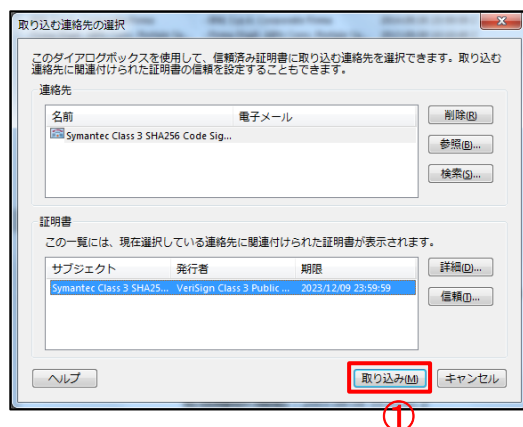 取り込む連絡先の選択
このダイアログボックスを使用して、信頼済み証明書に取り込む連絡先を選択できます。取り込む
連絡先に関連付けられた証明書の信頼を設定することもできます。
連絡先
名前 電子メール
Symantec Class 3 SHA256 Code Sig...
削除(R)
参照(B)...
検索(S)...
証明書
この一覧には、現在選択している連絡先に関連付けられた証明書が表示されます。
サブジェクト 発行者 期限
Symantec Class 3 SHA25... VeriSign Class 3 Public ... 2023/12/09 23:59:59
詳細(D)...
信頼(T)...
ヘルプ 取り込み(M) キャンセル
①